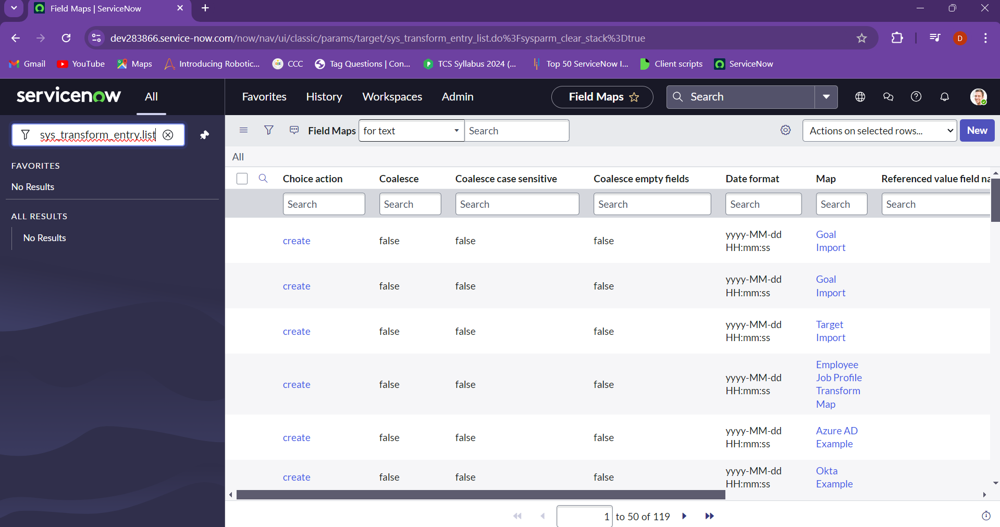 Field Maps | ServiceNow
dev283866.service-now.com/now/nav/ui/classic/params/target/sys_transform_entry_list.do%3Fsysparm_clear_stack%3Dtrue
D
Gmail YouTube Maps Introducing Robotic... CCC Tag Questions | Con... TCS Syllabus 2024 (... Top 50 ServiceNow I... Client scripts ServiceNow
servicenow All Favorites History Workspaces Admin Field Maps Search
sys_transform_entry.list
FAVORITES
No Results
ALL RESULTS
No Results
Field Maps for text Search Actions on selected rows... New
All
Choice action Coalesce Coalesce case sensitive Coalesce empty fields Date format Map Referenced value field na
Search Search Search Search Search Search Search
create false false false yyyy-MM-dd HH:mm:ss Goal Import
create false false false yyyy-MM-dd HH:mm:ss Goal Import
create false false false yyyy-MM-dd HH:mm:ss Target Import
create false false false yyyy-MM-dd HH:mm:ss Employee Job Profile Transform Map
create false false false yyyy-MM-dd HH:mm:ss Azure AD Example
create false false false yyyy-MM-dd HH:mm:ss Okta Example
1 to 50 of 119